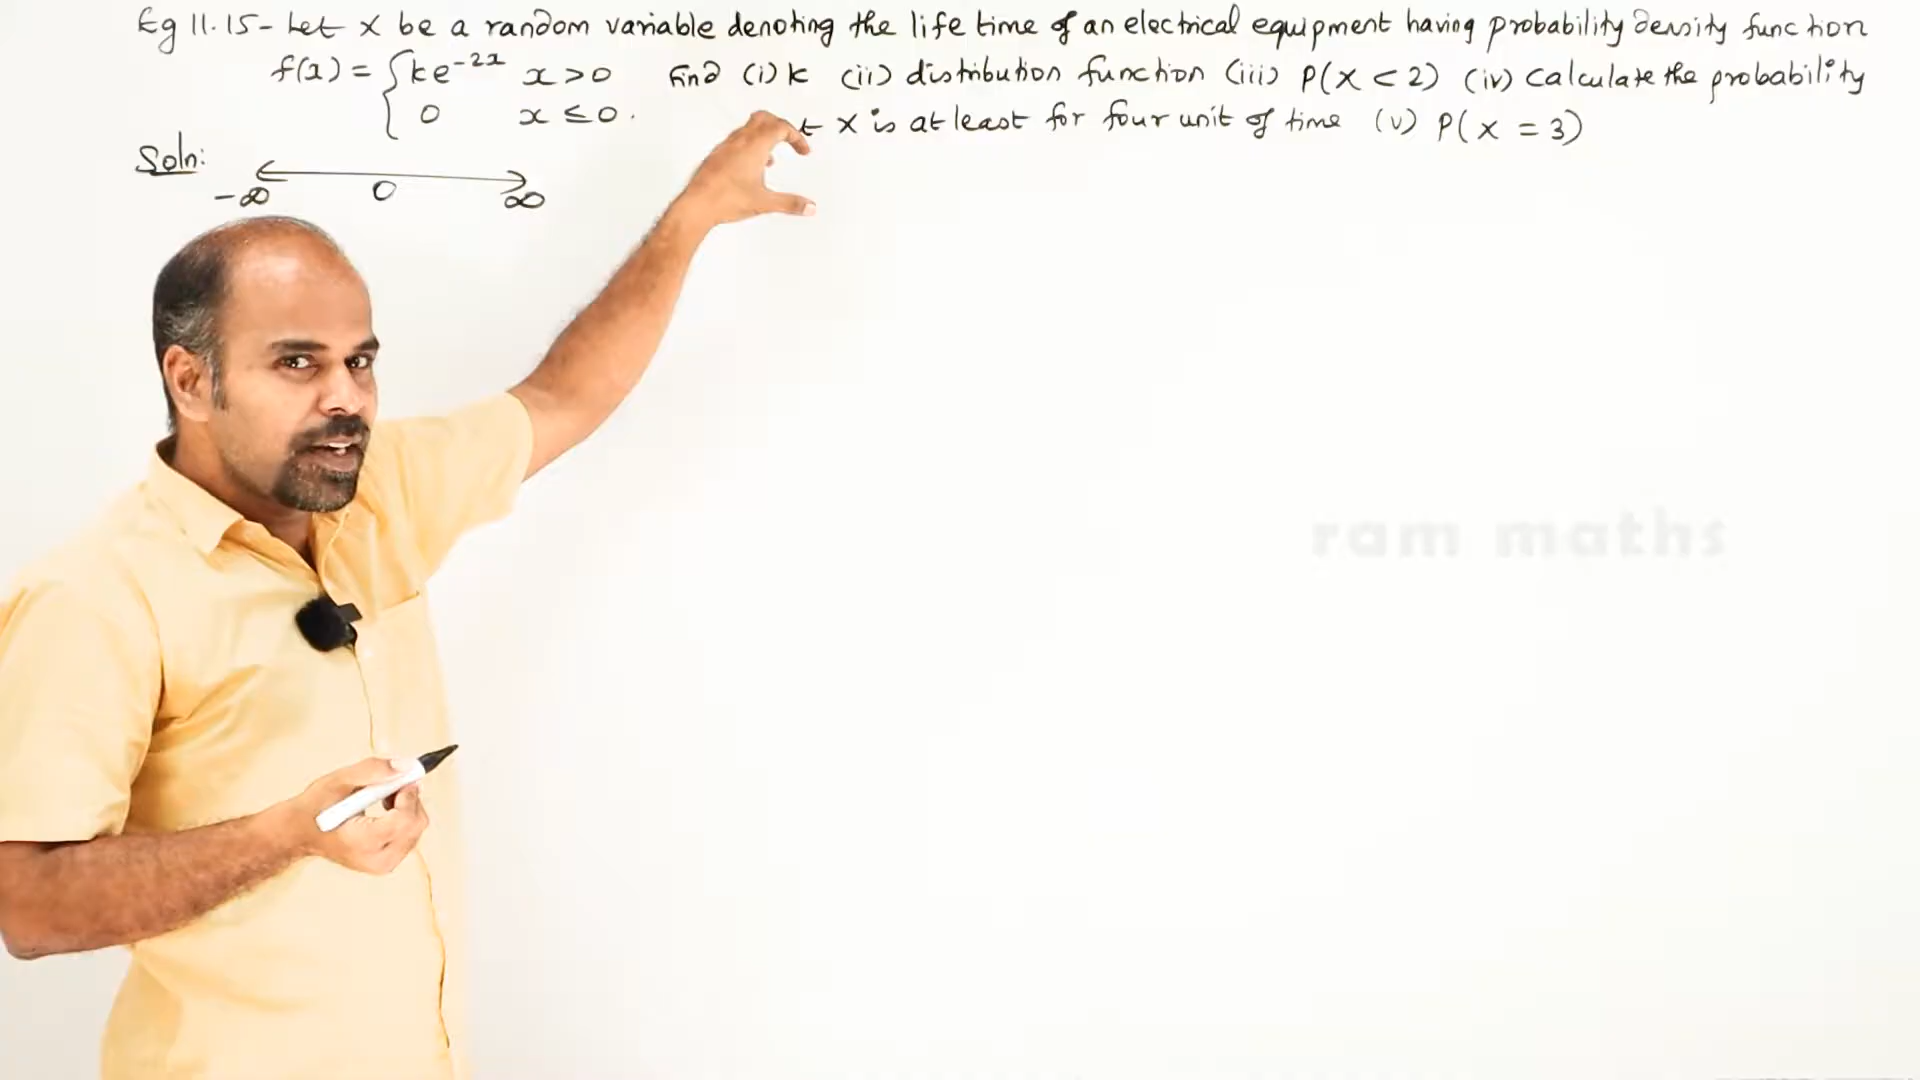 Eg 11.15- Let X be a random variable denoting the life time of an electrical equipment having probability density function
f(x) = { ke^-2x x > 0 Find (i) k (ii) distribution function (iii) P(X < 2) (iv) Calculate the probability
0 x ≤ 0. t X is at least for four unit of time (v) P(X = 3)
Soln:
-∞ 0 ∞
ram maths